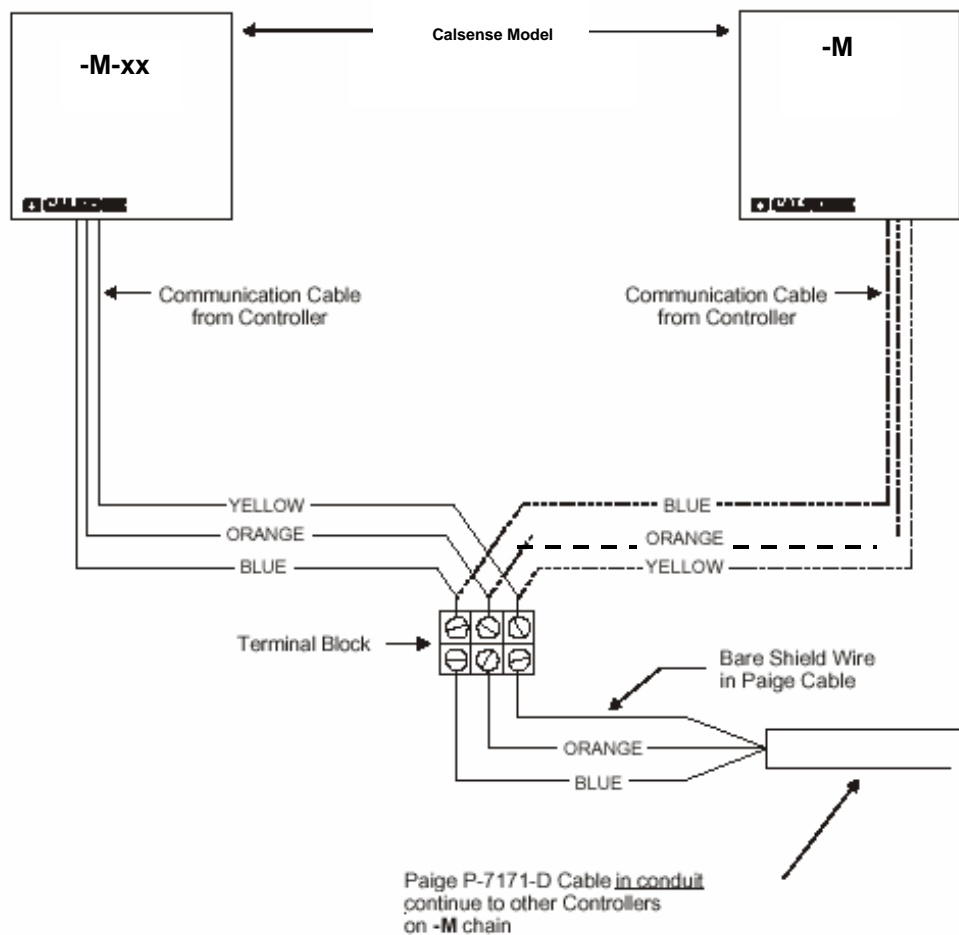 Calsense Model
-M-xx
-M
CALSENSE
CALSENSE
Communication Cable
from Controller
Communication Cable
from Controller
YELLOW
BLUE
ORANGE
ORANGE
BLUE
YELLOW
Terminal Block
Bare Shield Wire
in Paige Cable
ORANGE
BLUE
Paige P-7171-D Cable in conduit
continue to other Controllers
on -M chain